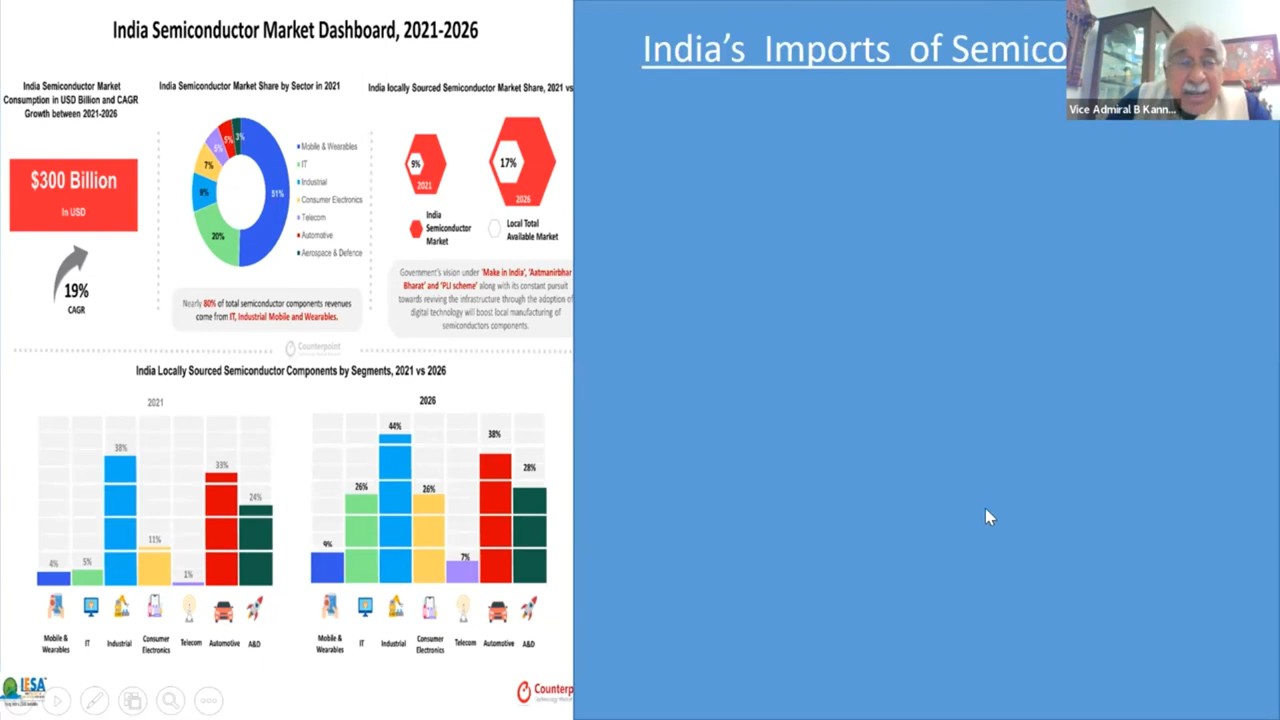 India Semiconductor Market Dashboard, 2021-2026
India Semiconductor Market
Consumption in USD Billion and CAGR
Growth between 2021-2026
$300 Billion
In USD
19%
CAGR
India Semiconductor Market Share by Sector in 2021
3%
5%
5%
7%
9%
20%
51%
Mobile & Wearables
IT
Industrial
Consumer Electronics
Telecom
Automotive
Aerospace & Defence
Nearly 80% of total semiconductor components revenues
come from IT, Industrial Mobile and Wearables.
India locally Sourced Semiconductor Market Share, 2021 vs
9%
2021
17%
2026
India
Semiconductor
Market
Local Total
Available Market
Government's vision under 'Make in India', 'Aatmanirbhar
Bharat' and 'PLI scheme' along with its constant pursuit
towards reviving the infrastructure through the adoption of
digital technology will boost local manufacturing of
semiconductors components.
Counterpoint
India Locally Sourced Semiconductor Components by Segments, 2021 vs 2026
2021
4%
5%
38%
11%
1%
33%
24%
Mobile &
Wearables
IT
Industrial
Consumer
Electronics
Telecom
Automotive
A&D
2026
9%
26%
44%
26%
7%
38%
28%
Mobile &
Wearables
IT
Industrial
Consumer
Electronics
Telecom
Automotive
A&D
IESA
Counterp
India's Imports of Semico
Vice Admiral B Kann...